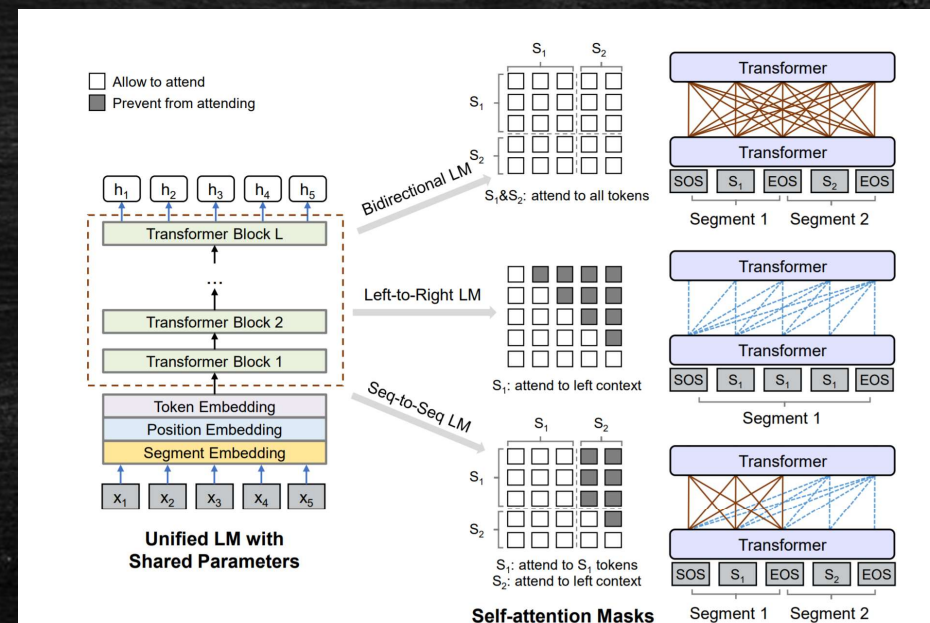 Allow to attend
Prevent from attending
h1 h2 h3 h4 h5
Transformer Block L
...
Transformer Block 2
Transformer Block 1
Token Embedding
Position Embedding
Segment Embedding
x1 x2 x3 x4 x5
Unified LM with
Shared Parameters
Bidirectional LM
Left-to-Right LM
Seq-to-Seq LM
S1 S2
S1
S2
S1&S2: attend to all tokens
S1: attend to left context
S1 S2
S1
S2
S1: attend to S1 tokens
S2: attend to left context
Self-attention Masks
Transformer
Transformer
SOS S1 EOS S2 EOS
Segment 1 Segment 2
Transformer
Transformer
SOS S1 S1 S1 EOS
Segment 1
Transformer
Transformer
SOS S1 EOS S2 EOS
Segment 1 Segment 2